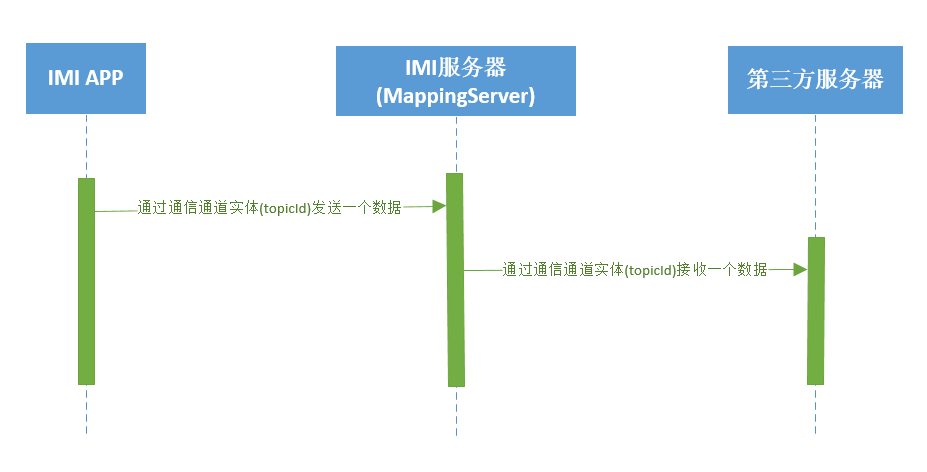 IMI APP
IMI服务器
(MappingServer)
第三方服务器
通过通信通道实体(topicId)发送一个数据
通过通信通道实体(topicId)接收一个数据